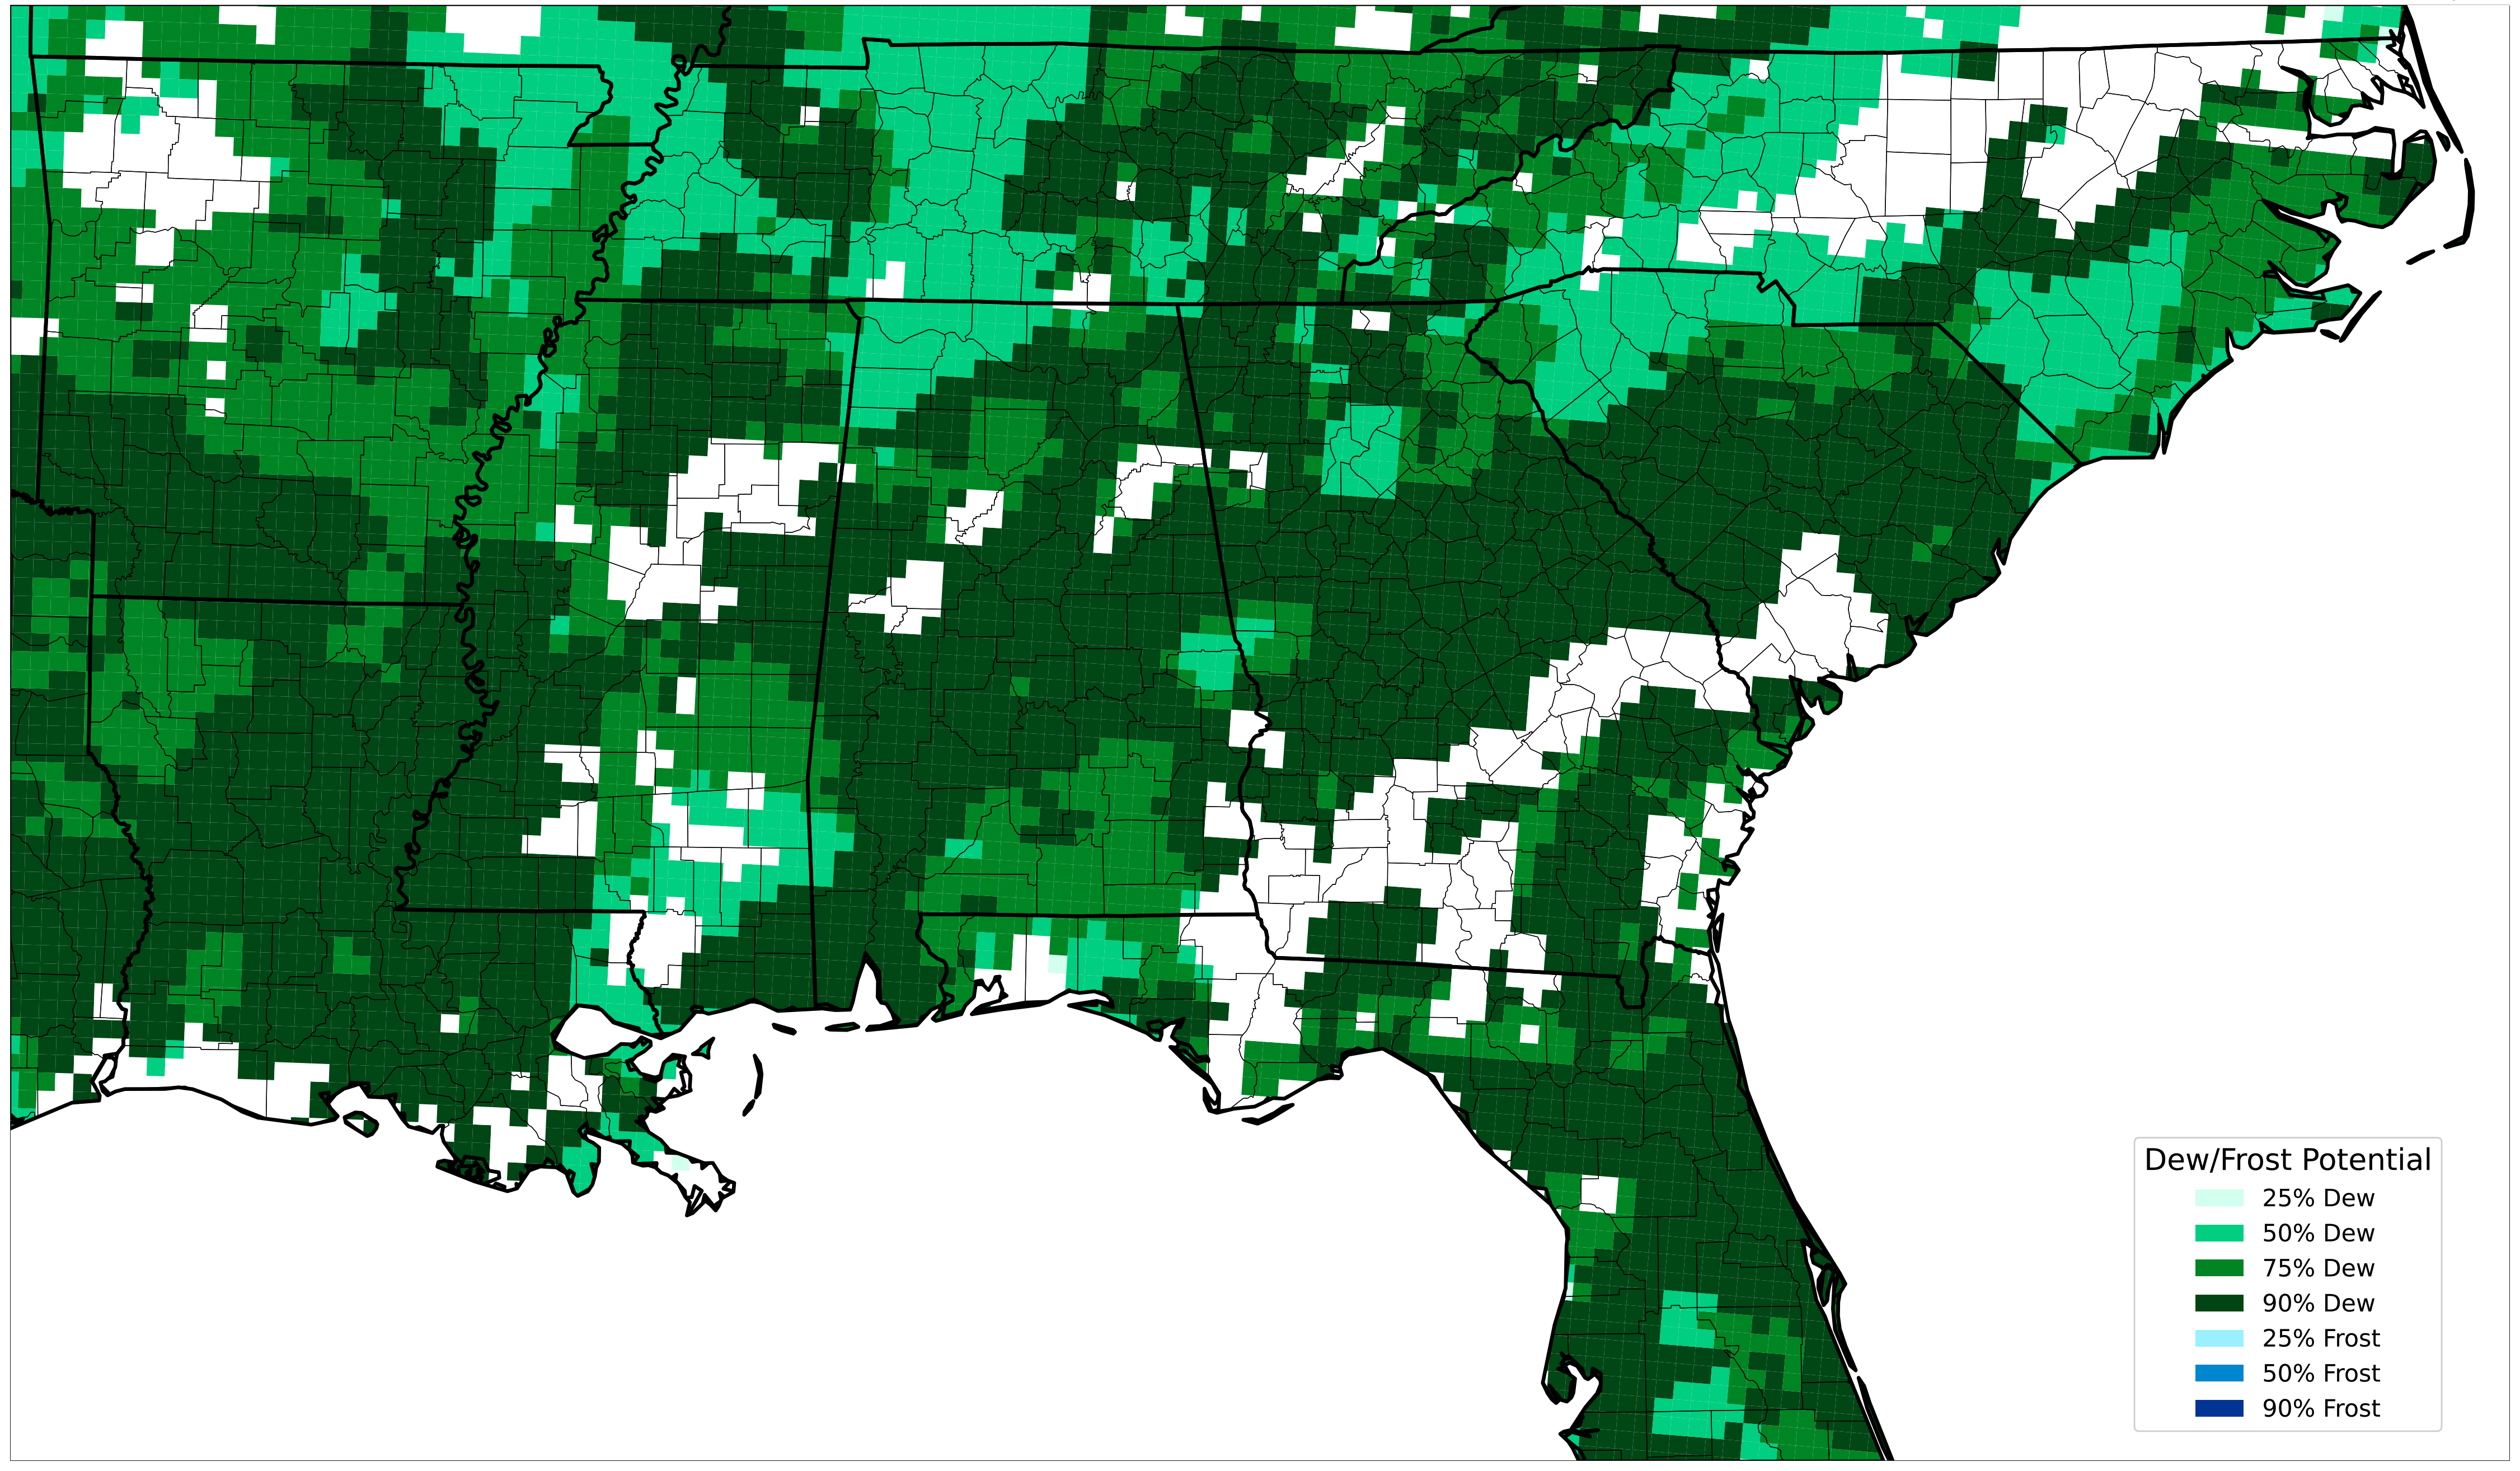 Dew/Frost Potential
25% Dew
50% Dew
75% Dew
90% Dew
25% Frost
50% Frost
90% Frost